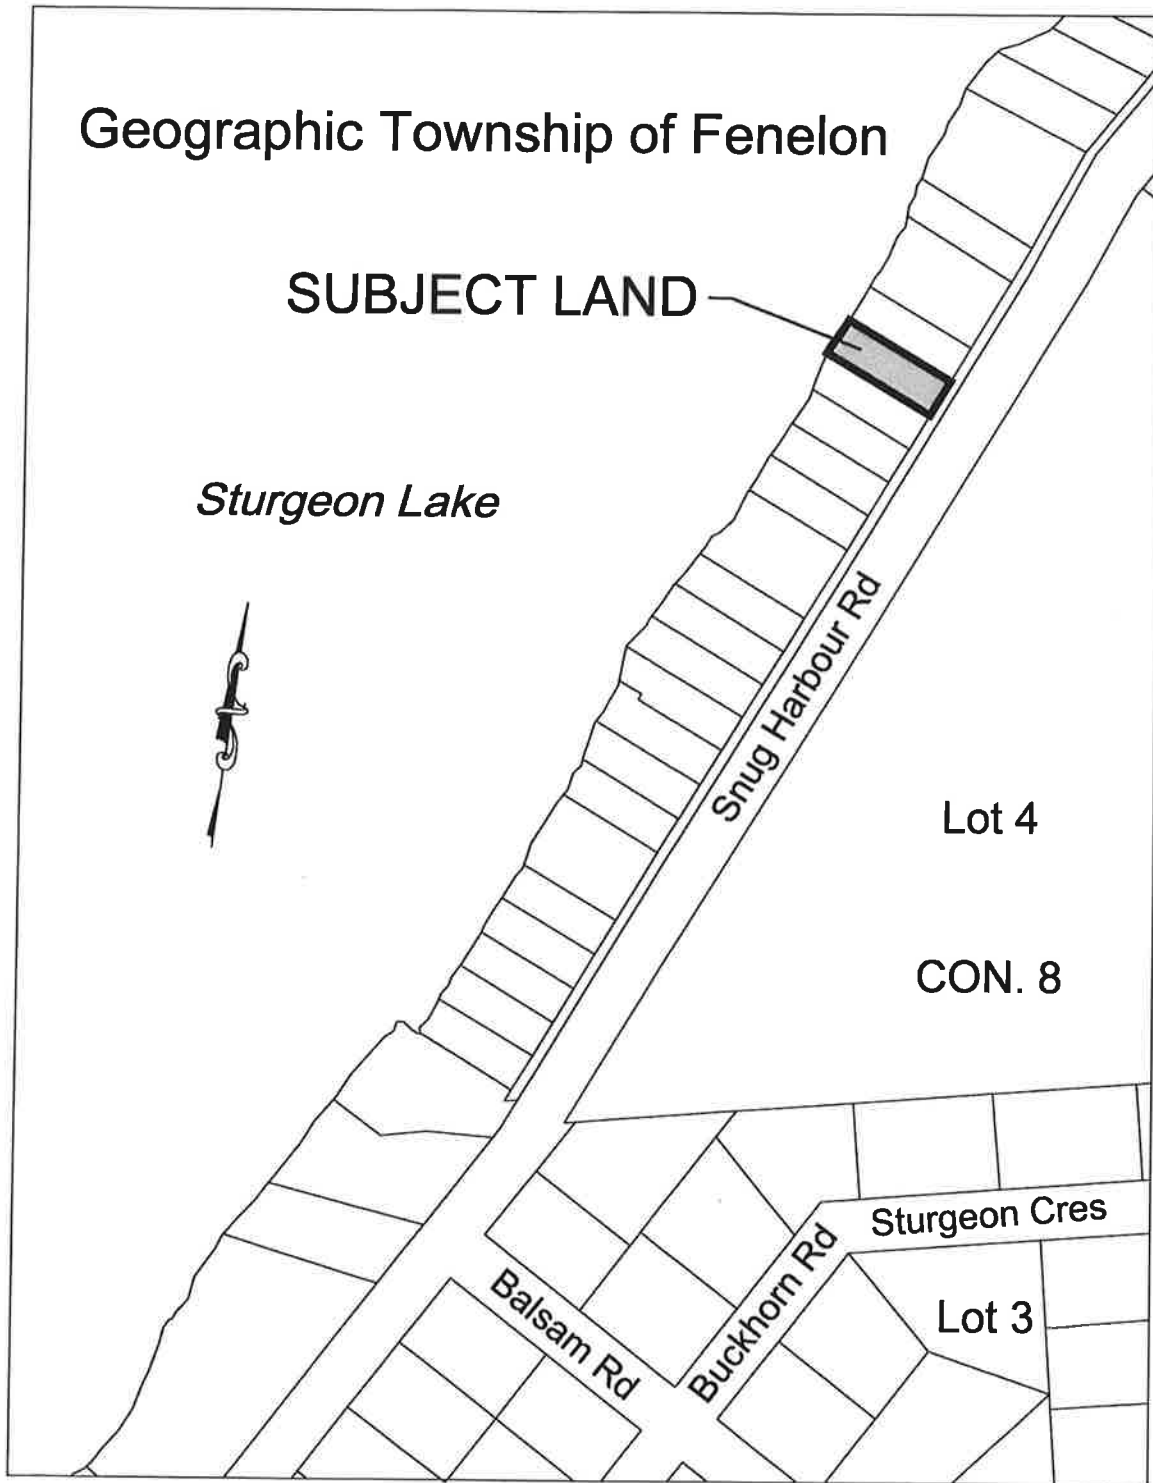 Geographic Township of Fenelon
SUBJECT LAND
Sturgeon Lake
Snug Harbour Rd
Lot 4
CON. 8
Sturgeon Cres
Buckhorn Rd
Balsam Rd
Lot 3